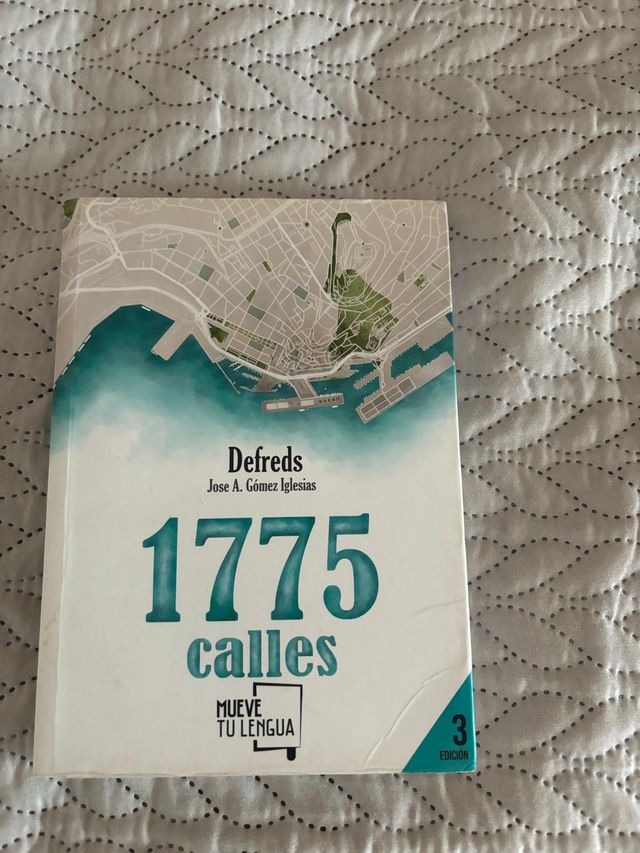 Defreds
Jose A. Gómez Iglesias
1775
calles
MUEVE
TU LENGUA
3
EDICIÓN